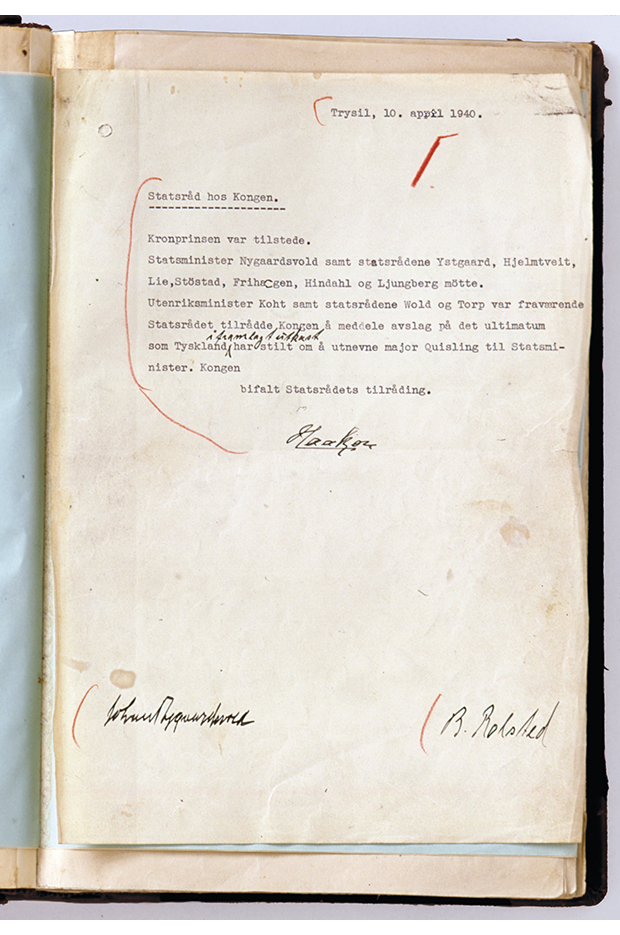 Trysil, 10. april 1940.
Statsråd hos Kongen.
Kronprinsen var tilstede.
Statsminister Nygaardsvold samt statsrådene Ystgaard, Hjelmtveit,
Lie,Stöstad, Frihagen, Hindahl og Ljungberg mötte.
Utenriksminister Koht samt statsrådene Wold og Torp var fraværende
Statsrådet tilrådde Kongen å meddele avslag på det ultimatum
i framlagt utkast
som Tyskland har stilt om å utnevne major Quisling til Statsmi-
nister. Kongen
bifalt Statsrådets tilråding.
Haakon
Johan Nygaardsvold
B. Rolsted